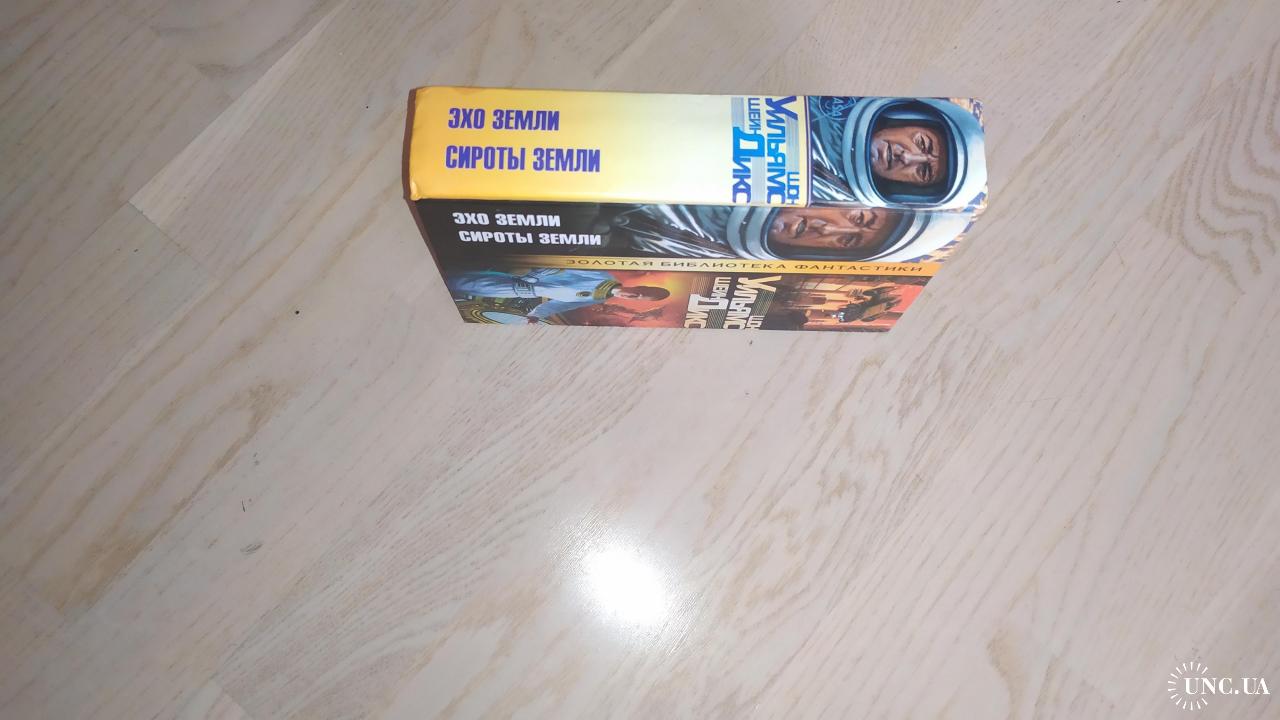 ЭХО ЗЕМЛИ
СИРОТЫ ЗЕМЛИ
ШОН
УИЛЬЯМС
ШЕЙН
ДИКС
ЭХО ЗЕМЛИ
СИРОТЫ ЗЕМЛИ
ЗОЛОТАЯ БИБЛИОТЕКА ФАНТАСТИКИ
ШОН
УИЛЬЯМС
ШЕЙН
ДИКС
UNC.UA